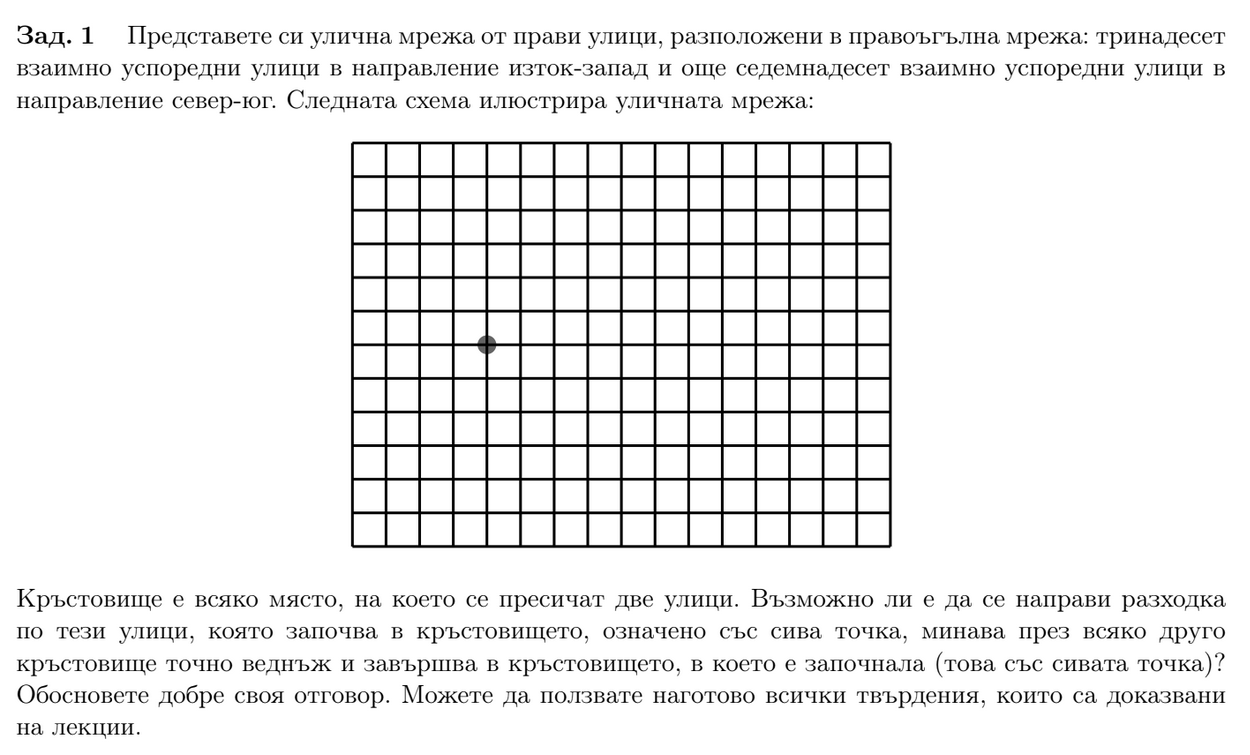 Зад. 1 Представете си улична мрежа от прави улици, разположени в правоъгълна мрежа: тринадесет
взаимно успоредни улици в направление изток-запад и още седемнадесет взаимно успоредни улици в
направление север-юг. Следната схема илюстрира уличната мрежа:
Кръстовище е всяко място, на което се пресичат две улици. Възможно ли е да се направи разходка
по тези улици, която започва в кръстовището, означено със сива точка, минава през всяко друго
кръстовище точно веднъж и завършва в кръстовището, в което е започнала (това със сивата точка)?
Обосновете добре своя отговор. Можете да ползвате наготово всички твърдения, които са доказвани
на лекции.